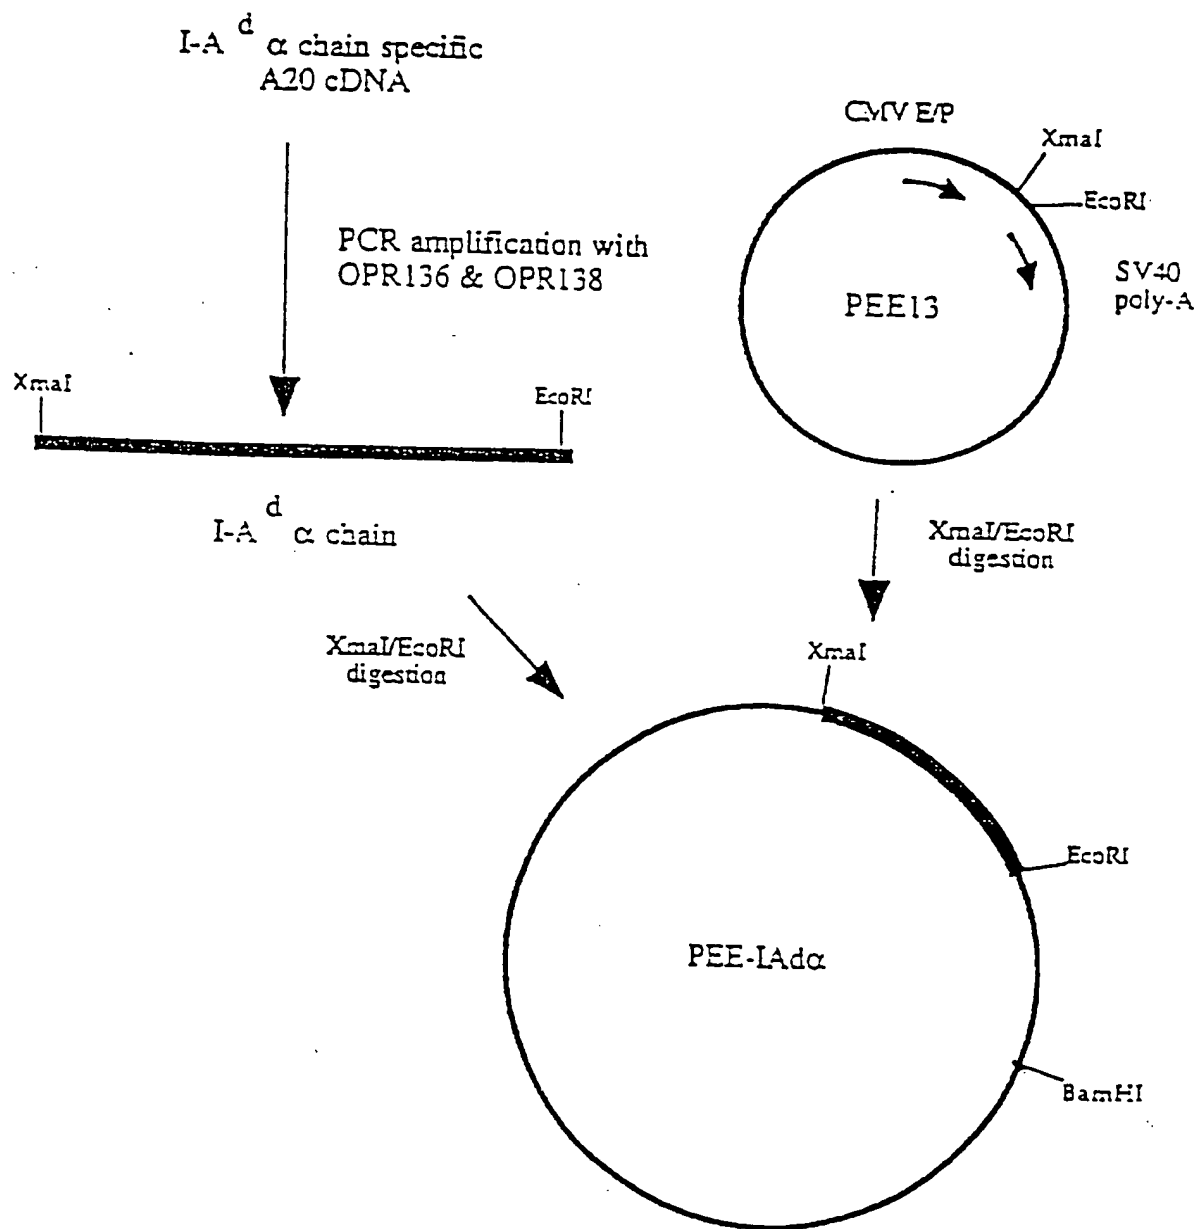 I-A d α chain specific
A20 cDNA
CMV E/P
XmaI
EcoRI
PCR amplification with
OPR136 & OPR138
SV40
poly-A
PEE13
XmaI
EcoRI
I-A d α chain
XmaI/EcoRI
digestion
XmaI/EcoRI
digestion
XmaI
EcoRI
PEE-IAdα
BamHI